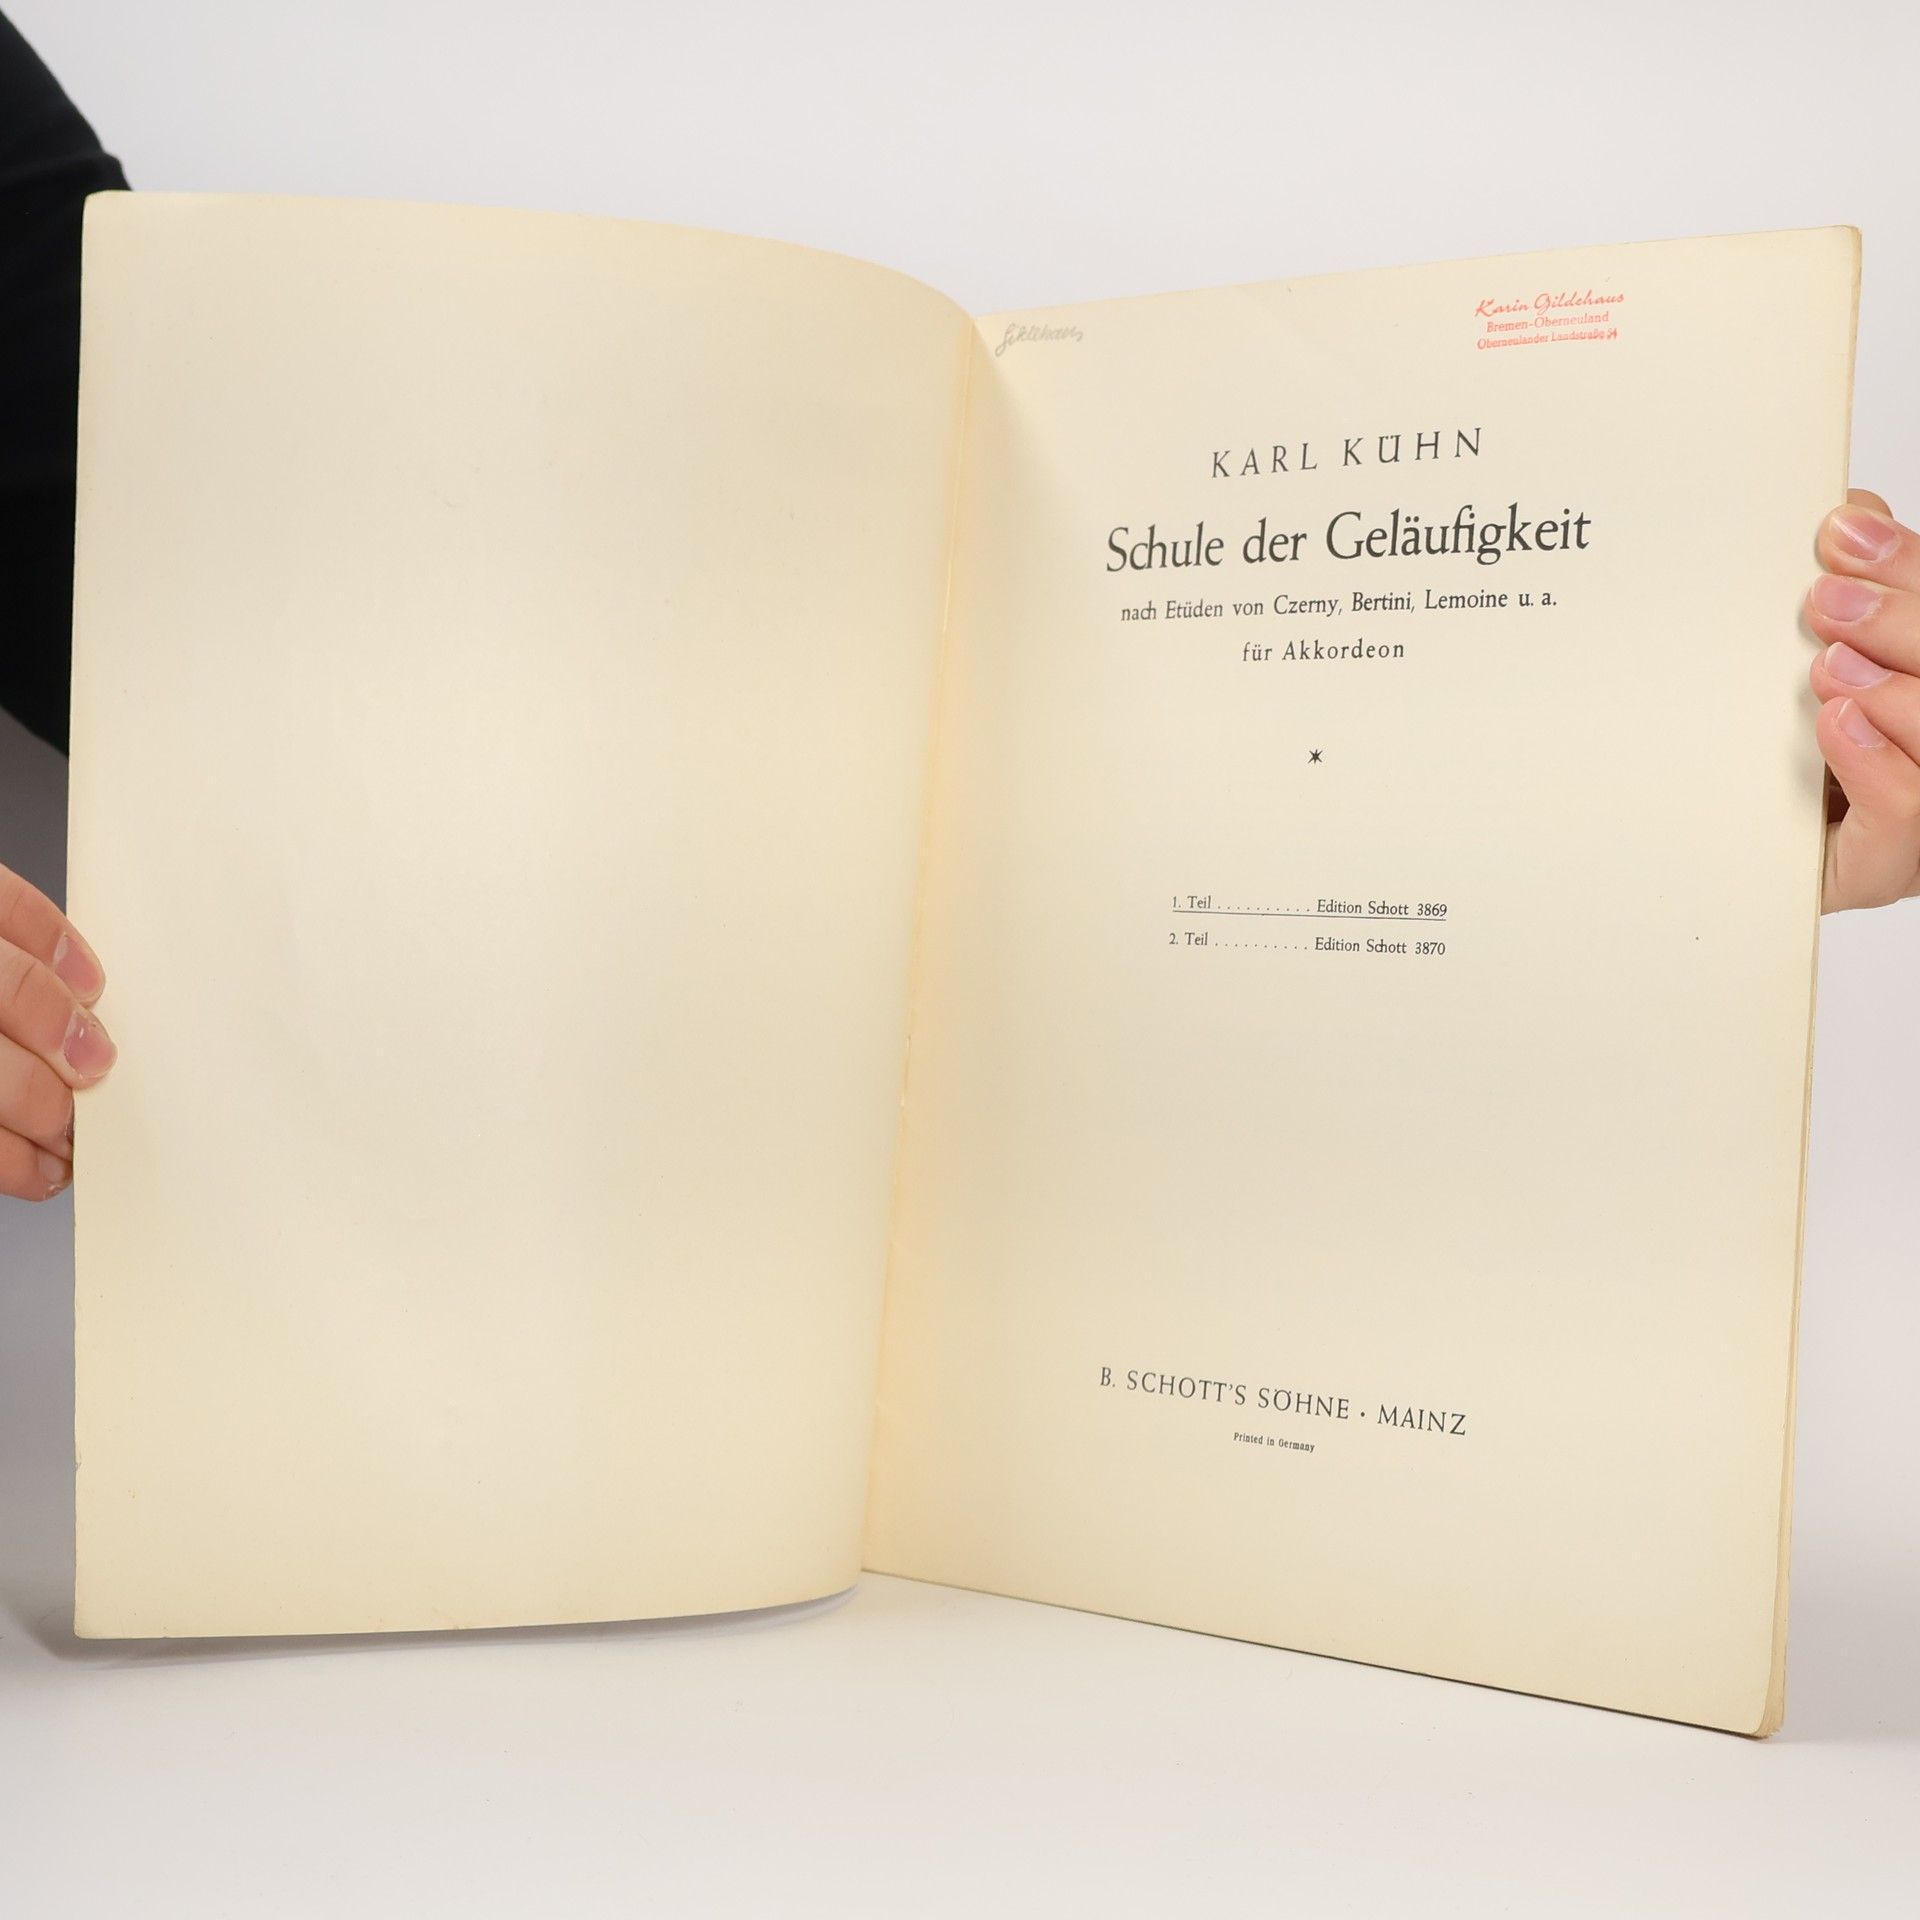 Gildehaus
Karin Gildehaus
Bremen-Oberneuland
Oberneulander Landstraße 54
KARL KÜHN
Schule der Geläufigkeit
nach Etüden von Czerny, Bertini, Lemoine u. a.
für Akkordeon
*
1. Teil . . . . . . . . . . Edition Schott 3869
2. Teil . . . . . . . . . . Edition Schott 3870
B. SCHOTT'S SÖHNE • MAINZ
Printed in Germany